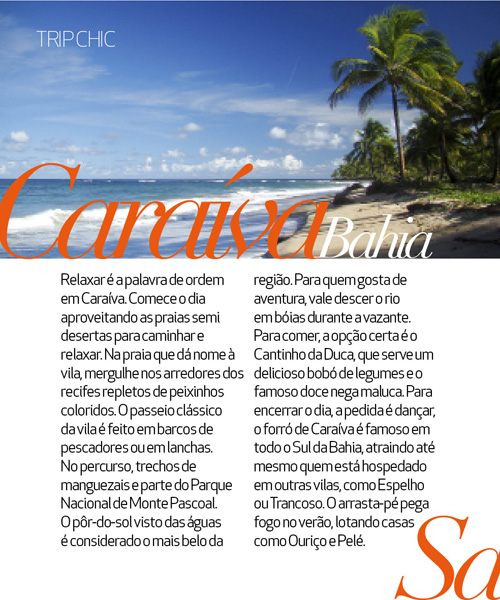 TRIP CHIC
Caraíva Bahia
Relaxar é a palavra de ordem
em Caraíva. Comece o dia
aproveitando as praias semi
desertas para caminhar e
relaxar. Na praia que dá nome à
vila, mergulhe nos arredores dos
recifes repletos de peixinhos
coloridos. O passeio clássico
da vila é feito em barcos de
pescadores ou em lanchas.
No percurso, trechos de
manguezais e parte do Parque
Nacional de Monte Pascoal.
O pôr-do-sol visto das águas
é considerado o mais belo da
região. Para quem gosta de
aventura, vale descer o rio
em bóias durante a vazante.
Para comer, a opção certa é o
Cantinho da Duca, que serve um
delicioso bobó de legumes e o
famoso doce nega maluca. Para
encerrar o dia, a pedida é dançar,
o forró de Caraíva é famoso em
todo o Sul da Bahia, atraindo até
mesmo quem está hospedado
em outras vilas, como Espelho
ou Trancoso. O arrasta-pé pega
fogo no verão, lotando casas
como Ouriço e Pelé.
Sa